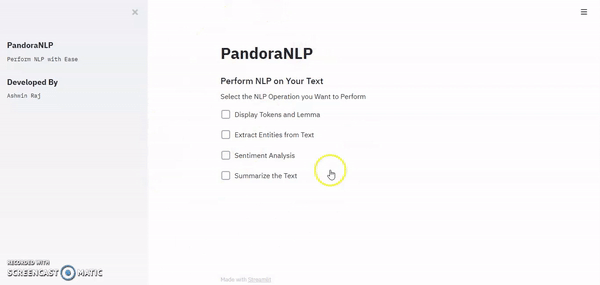 PandoraNLP
Perform NLP with Ease
Developed By
Ashwin Raj
PandoraNLP
Perform NLP on Your Text
Select the NLP Operation you Want to Perform
Display Tokens and Lemma
Extract Entities from Text
Sentiment Analysis
Summarize the Text
Made with Streamlit
RECORDED WITH
SCREENCAST MATIC